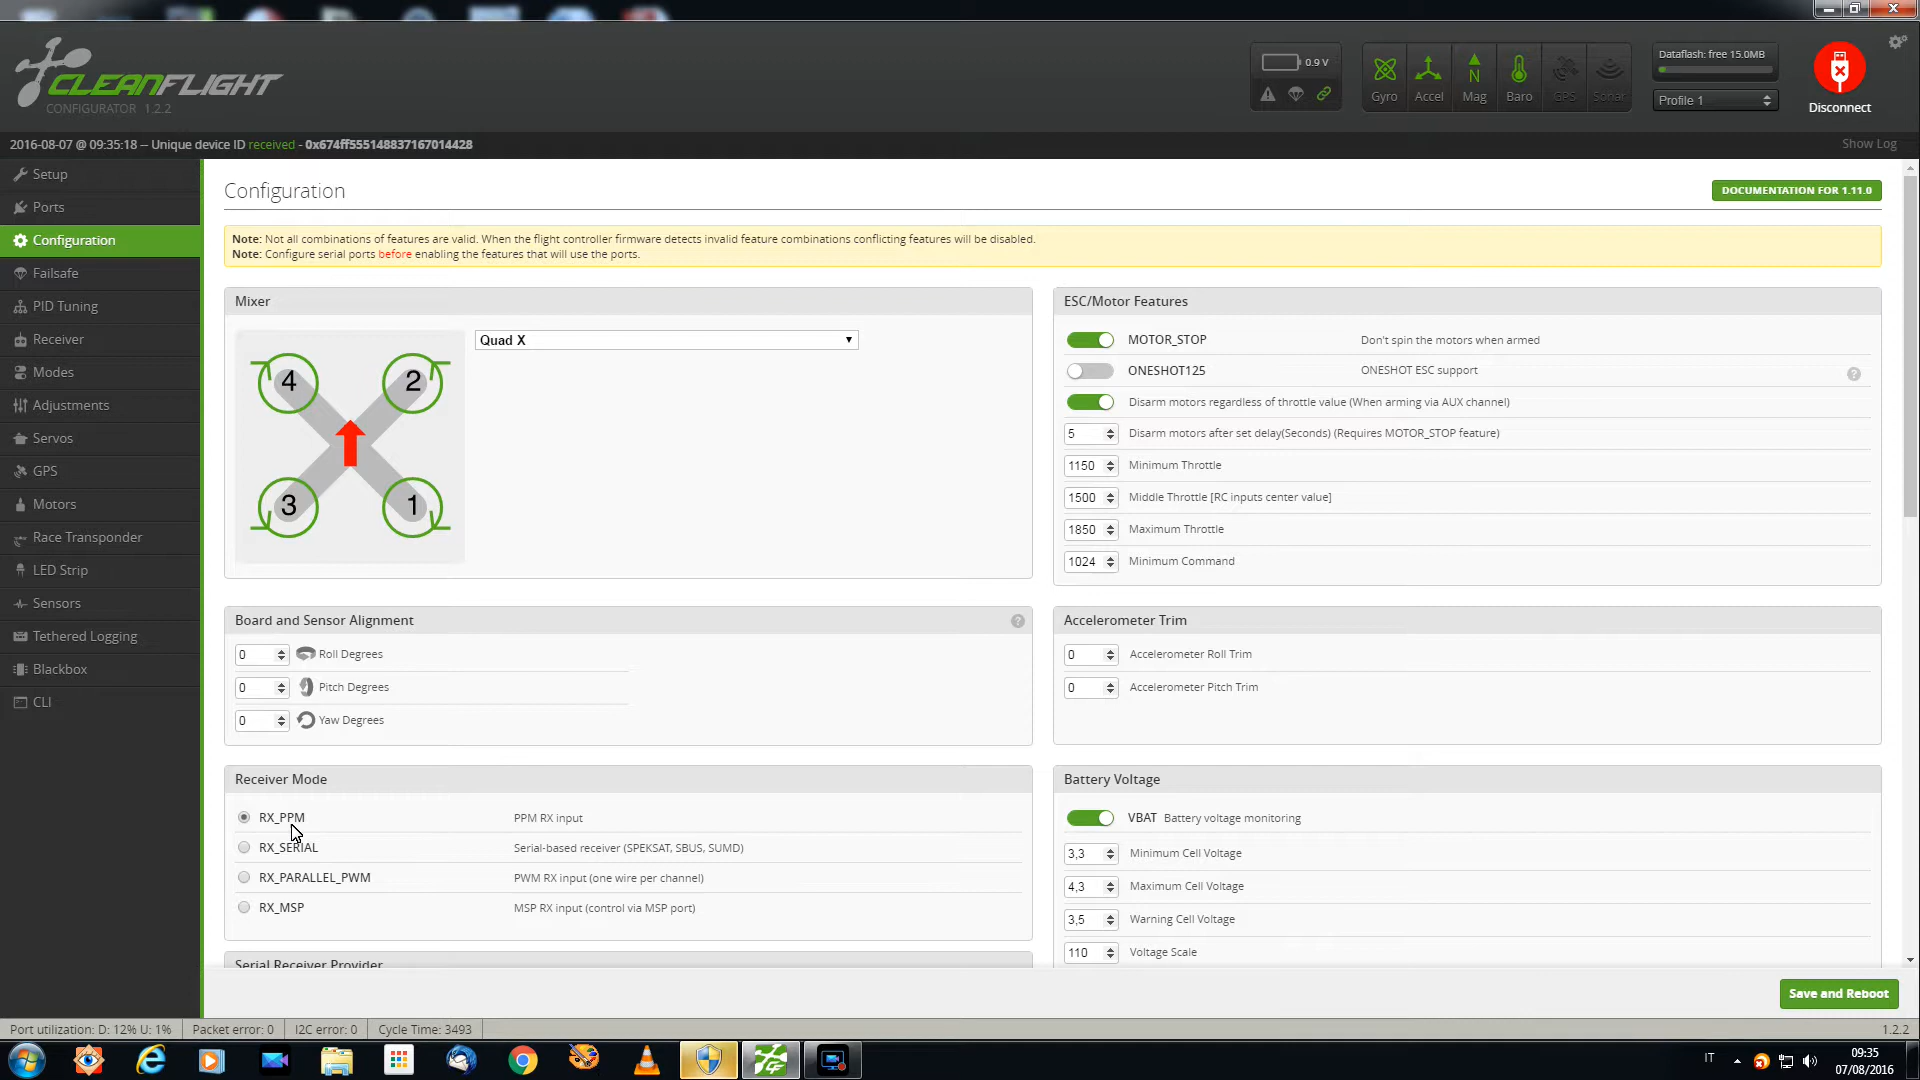 CLEANFLIGHT
CONFIGURATOR 1.2.2
0.9 V
Gyro
Accel
N
Mag
Baro
GPS
Sonar
Dataflash: free 15.0MB
Profile 1
Disconnect
2016-08-07 @ 09:35:18 -- Unique device ID received - 0x674ff555148837167014428
Show Log
Setup
Ports
Configuration
Failsafe
PID Tuning
Receiver
Modes
Adjustments
Servos
GPS
Motors
Race Transponder
LED Strip
Sensors
Tethered Logging
Blackbox
CLI
Configuration
DOCUMENTATION FOR 1.11.0
Note: Not all combinations of features are valid. When the flight controller firmware detects invalid feature combinations conflicting features will be disabled.
Note: Configure serial ports before enabling the features that will use the ports.
Mixer
Quad X
4
2
3
1
ESC/Motor Features
MOTOR_STOP Don't spin the motors when armed
ONESHOT125 ONESHOT ESC support ?
Disarm motors regardless of throttle value (When arming via AUX channel)
5 Disarm motors after set delay(Seconds) (Requires MOTOR_STOP feature)
1150 Minimum Throttle
1500 Middle Throttle [RC inputs center value]
1850 Maximum Throttle
1024 Minimum Command
Board and Sensor Alignment ?
0 Roll Degrees
0 Pitch Degrees
0 Yaw Degrees
Accelerometer Trim
0 Accelerometer Roll Trim
0 Accelerometer Pitch Trim
Receiver Mode
RX_PPM PPM RX input
RX_SERIAL Serial-based receiver (SPEKSAT, SBUS, SUMD)
RX_PARALLEL_PWM PWM RX input (one wire per channel)
RX_MSP MSP RX input (control via MSP port)
Serial Receiver Provider
Battery Voltage
VBAT Battery voltage monitoring
3,3 Minimum Cell Voltage
4,3 Maximum Cell Voltage
3,5 Warning Cell Voltage
110 Voltage Scale
Save and Reboot
Port utilization: D: 12% U: 1% Packet error: 0 I2C error: 0 Cycle Time: 3493 1.2.2
IT
09:35
07/08/2016